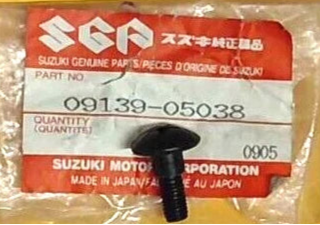 SGP スズキ純正部品
SUZUKI GENUINE PARTS/PIECES D'ORIGINE DE SUZUKI
PART NO.
09139-05038
QUANTITY
(QUANTITE)
0905
SUZUKI MOTOR CORPORATION
MADE IN JAPAN/FABRIQUE AU JAPON